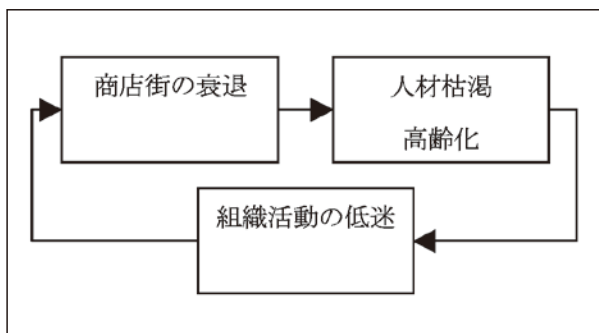 商店街の衰退
人材枯渇
高齢化
組織活動の低迷